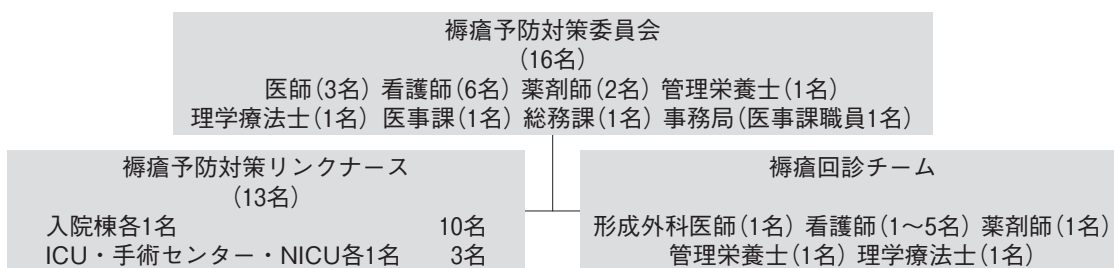 褥瘡予防対策委員会
(16名)
医師(3名) 看護師(6名) 薬剤師(2名) 管理栄養士(1名)
理学療法士(1名) 医事課(1名) 総務課(1名) 事務局(医事課職員1名)
褥瘡予防対策リンクナース
(13名)
入院棟各1名 10名
ICU・手術センター・NICU各1名 3名
褥瘡回診チーム
形成外科医師(1名) 看護師(1～5名) 薬剤師(1名)
管理栄養士(1名) 理学療法士(1名)